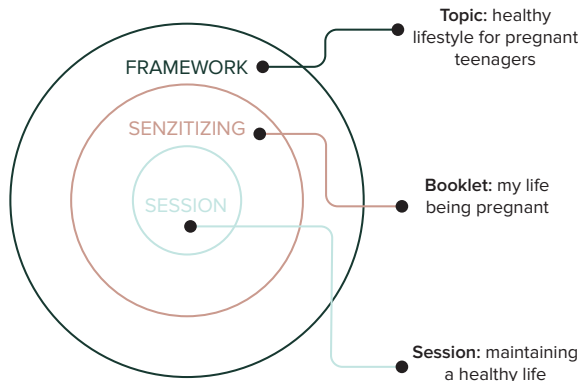 Topic: healthy
lifestyle for pregnant
teenagers
FRAMEWORK
SENZITIZING
Booklet: my life
being pregnant
SESSION
Session: maintaining
a healthy life